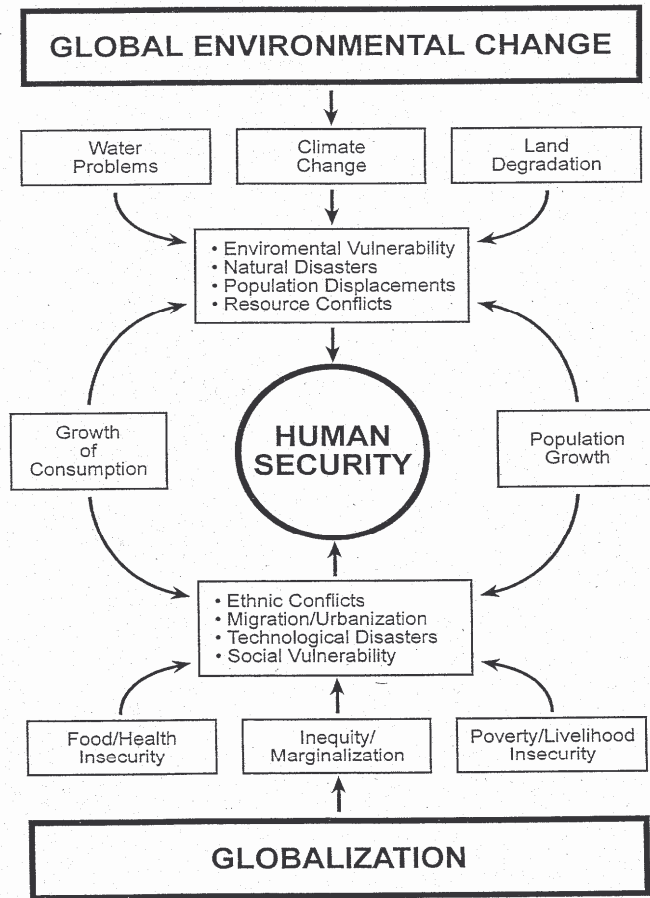 GLOBAL ENVIRONMENTAL CHANGE
Water
Problems
Climate
Change
Land
Degradation
• Enviromental Vulnerability
• Natural Disasters
• Population Displacements
• Resource Conflicts
Growth
of
Consumption
HUMAN
SECURITY
Population
Growth
• Ethnic Conflicts
• Migration/Urbanization
• Technological Disasters
• Social Vulnerability
Food/Health
Insecurity
Inequity/
Marginalization
Poverty/Livelihood
Insecurity
GLOBALIZATION